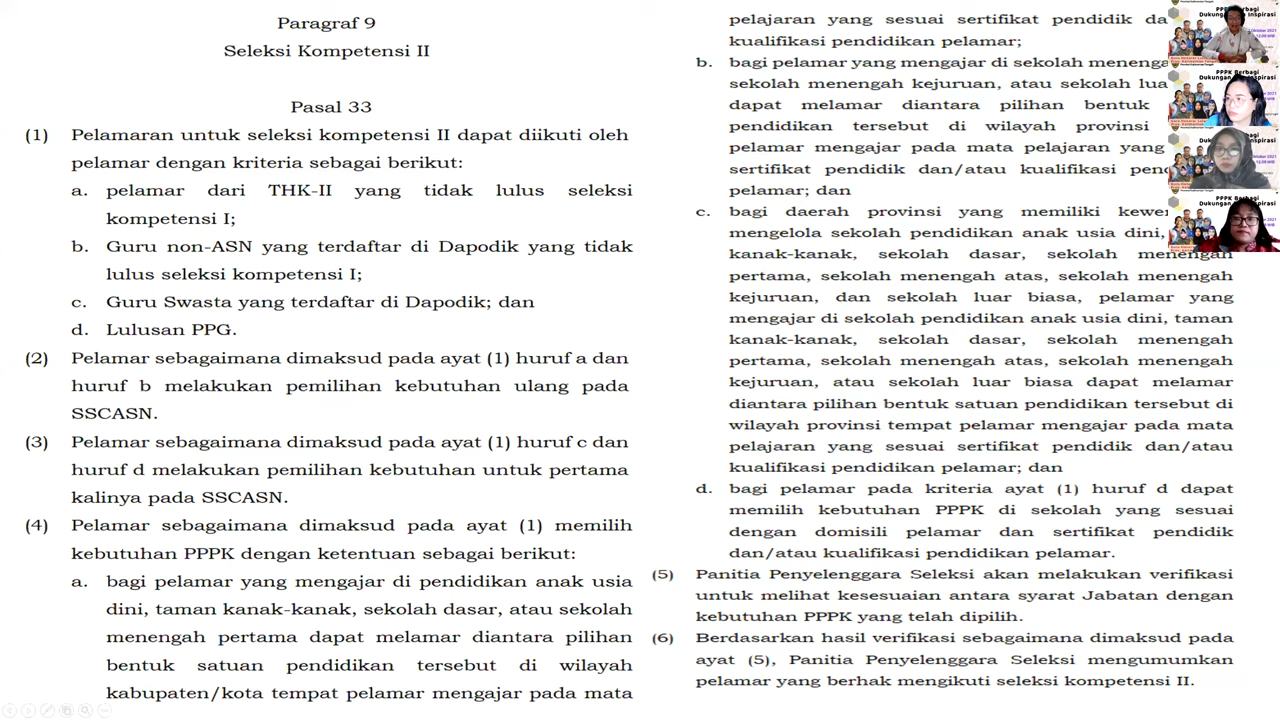 Paragraf 9
Seleksi Kompetensi II
Pasal 33
(1) Pelamaran untuk seleksi kompetensi II dapat diikuti oleh
pelamar dengan kriteria sebagai berikut:
a. pelamar dari THK-II yang tidak lulus seleksi
kompetensi I;
b. Guru non-ASN yang terdaftar di Dapodik yang tidak
lulus seleksi kompetensi I;
c. Guru Swasta yang terdaftar di Dapodik; dan
d. Lulusan PPG.
(2) Pelamar sebagaimana dimaksud pada ayat (1) huruf a dan
huruf b melakukan pemilihan kebutuhan ulang pada
SSCASN.
(3) Pelamar sebagaimana dimaksud pada ayat (1) huruf c dan
huruf d melakukan pemilihan kebutuhan untuk pertama
kalinya pada SSCASN.
(4) Pelamar sebagaimana dimaksud pada ayat (1) memilih
kebutuhan PPPK dengan ketentuan sebagai berikut:
a. bagi pelamar yang mengajar di pendidikan anak usia
dini, taman kanak-kanak, sekolah dasar, atau sekolah
menengah pertama dapat melamar diantara pilihan
bentuk satuan pendidikan tersebut di wilayah
kabupaten/kota tempat pelamar mengajar pada mata
pelajaran yang sesuai sertifikat pendidik da
kualifikasi pendidikan pelamar;
b. bagi pelamar yang mengajar di sekolah menenga
sekolah menengah kejuruan, atau sekolah lua
dapat melamar diantara pilihan bentuk
pendidikan tersebut di wilayah provinsi
pelamar mengajar pada mata pelajaran yang
sertifikat pendidik dan/atau kualifikasi pend
pelamar; dan
c. bagi daerah provinsi yang memiliki kewe
mengelola sekolah pendidikan anak usia dini,
kanak-kanak, sekolah dasar, sekolah menengah
pertama, sekolah menengah atas, sekolah menengah
kejuruan, dan sekolah luar biasa, pelamar yang
mengajar di sekolah pendidikan anak usia dini, taman
kanak-kanak, sekolah dasar, sekolah menengah
pertama, sekolah menengah atas, sekolah menengah
kejuruan, atau sekolah luar biasa dapat melamar
diantara pilihan bentuk satuan pendidikan tersebut di
wilayah provinsi tempat pelamar mengajar pada mata
pelajaran yang sesuai sertifikat pendidik dan/atau
kualifikasi pendidikan pelamar; dan
d. bagi pelamar pada kriteria ayat (1) huruf d dapat
memilih kebutuhan PPPK di sekolah yang sesuai
dengan domisili pelamar dan sertifikat pendidik
dan/atau kualifikasi pendidikan pelamar.
(5) Panitia Penyelenggara Seleksi akan melakukan verifikasi
untuk melihat kesesuaian antara syarat Jabatan dengan
kebutuhan PPPK yang telah dipilih.
(6) Berdasarkan hasil verifikasi sebagaimana dimaksud pada
ayat (5), Panitia Penyelenggara Seleksi mengumumkan
pelamar yang berhak mengikuti seleksi kompetensi II.